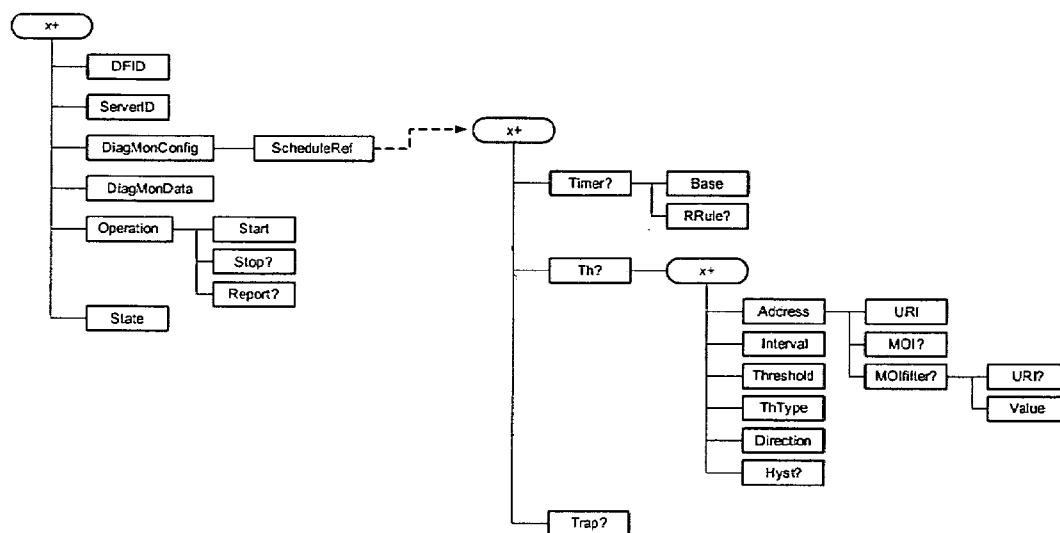 x+
DFID
ServerID
DiagMonConfig
ScheduleRef
DiagMonData
Operation
Start
Stop?
Report?
State
x+
Timer?
Base
RRule?
Th?
x+
Address
URI
Interval
MOI?
Threshold
MOIfilter?
URI?
ThType
Value
Direction
Hyst?
Trap?